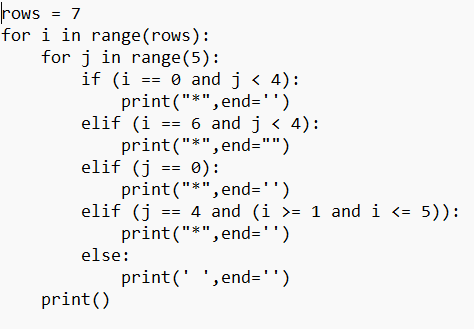 rows = 7
for i in range(rows):
    for j in range(5):
        if (i == 0 and j < 4):
            print("*",end='')
        elif (i == 6 and j < 4):
            print("*",end="")
        elif (j == 0):
            print("*",end='')
        elif (j == 4 and (i >= 1 and i <= 5)):
            print("*",end='')
        else:
            print(' ',end='')
    print()